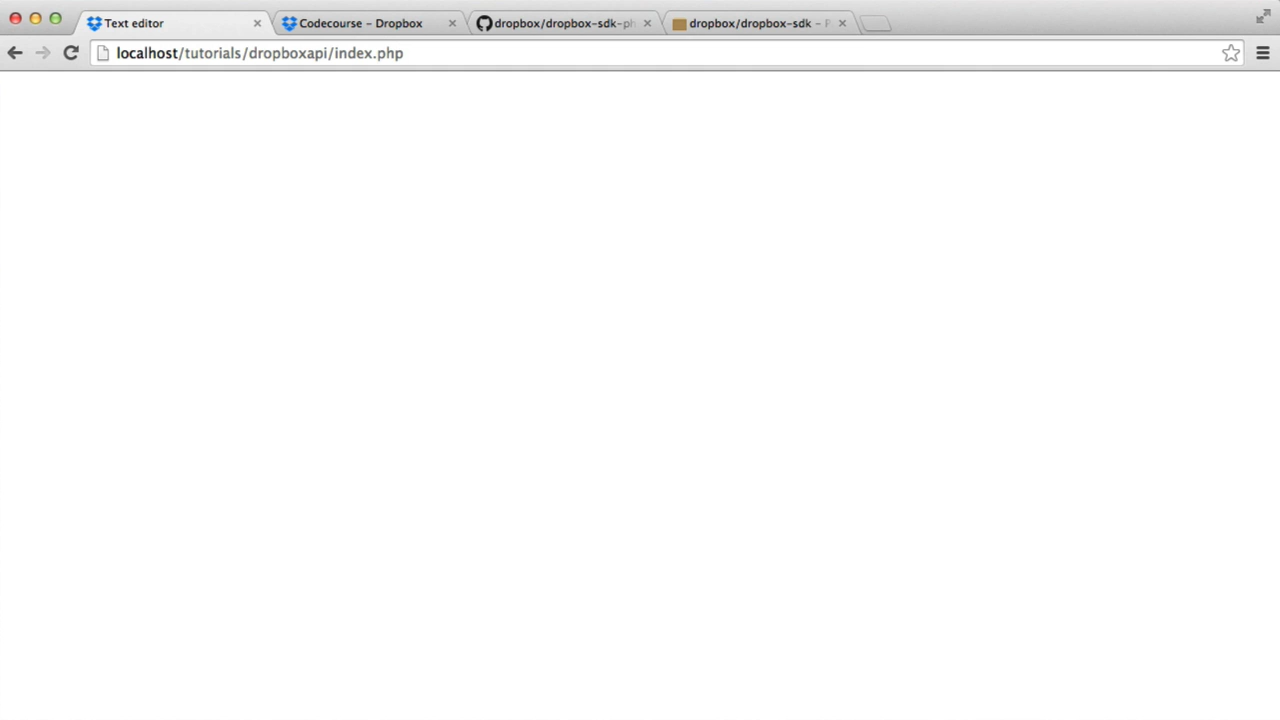 Text editor
Codecourse - Dropbox
dropbox/dropbox-sdk-ph
dropbox/dropbox-sdk - P
localhost/tutorials/dropboxapi/index.php